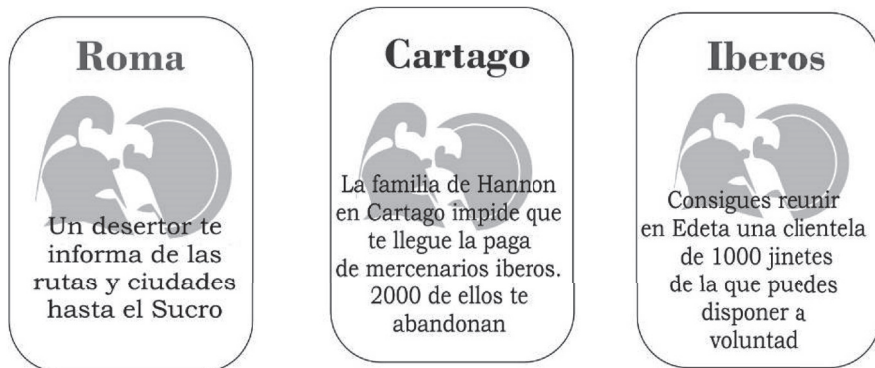 Roma
Un desertor te
informa de las
rutas y ciudades
hasta el Sucro
Cartago
La familia de Hannon
en Cartago impide que
te llegue la paga
de mercenarios iberos.
2000 de ellos te
abandonan
Iberos
Consigues reunir
en Edeta una clientela
de 1000 jinetes
de la que puedes
disponer a
voluntad